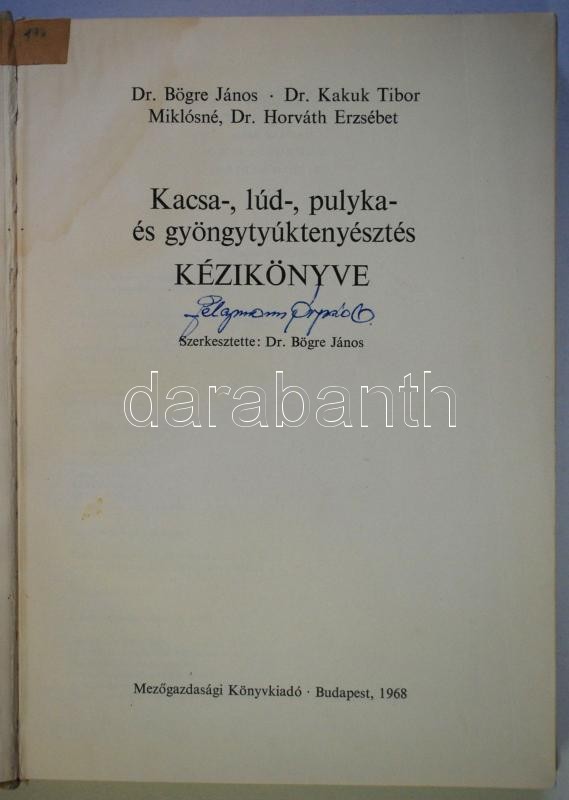 Dr. Bögre János · Dr. Kakuk Tibor
Miklósné, Dr. Horváth Erzsébet
Kacsa-, lúd-, pulyka-
és gyöngytyúktenyésztés
KÉZIKÖNYVE
Szerkesztette: Dr. Bögre János
darabanth
Mezőgazdasági Könyvkiadó · Budapest, 1968